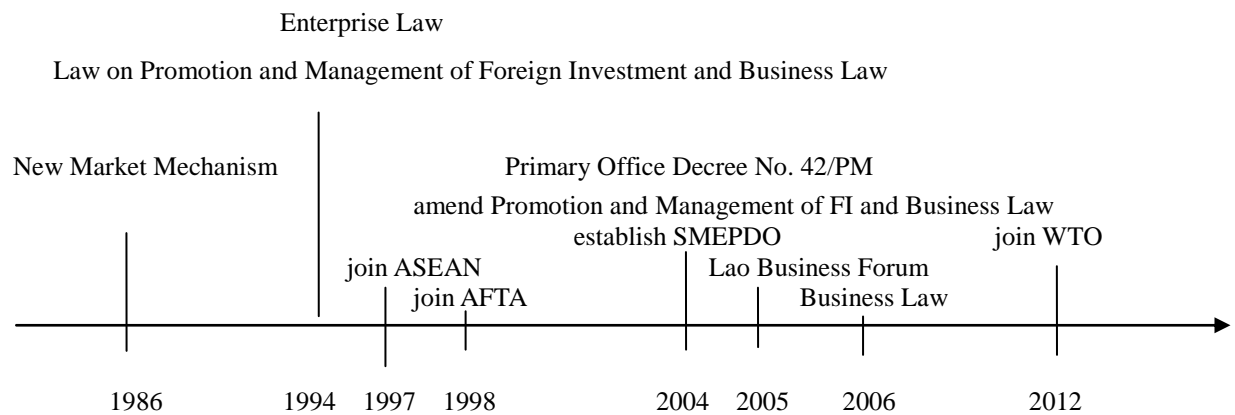 Enterprise Law
Law on Promotion and Management of Foreign Investment and Business Law
New Market Mechanism
Primary Office Decree No. 42/PM
amend Promotion and Management of FI and Business Law
establish SMEPDO
join WTO
join ASEAN
Lao Business Forum
join AFTA
Business Law
1986 1994 1997 1998 2004 2005 2006 2012